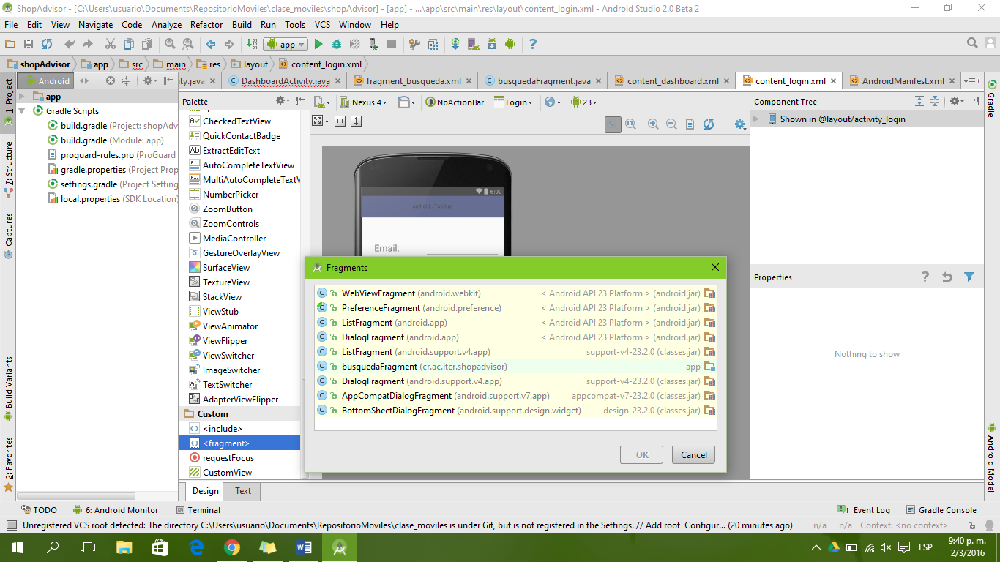 ShopAdvisor - [C:\Users\usuario\Documents\RepositorioMoviles\clase_moviles\shopAdvisor] - [app] - ...\app\src\main\res\layout\content_login.xml - Android Studio 2.0 Beta 2
File Edit View Navigate Code Analyze Refactor Build Run Tools VCS Window Help
app
shopAdvisor app src main res layout content_login.xml
Android
ity.java DashboardActivity.java fragment_busqueda.xml busquedaFragment.java content_dashboard.xml content_login.xml AndroidManifest.xml
1: Project
7: Structure
Captures
Build Variants
2: Favorites
app
Gradle Scripts
build.gradle (Project: shopAdv
build.gradle (Module: app)
proguard-rules.pro (ProGuard
gradle.properties (Project Prop
settings.gradle (Project Setting
local.properties (SDK Location)
Palette
CheckedTextView
QuickContactBadge
ExtractEditText
AutoCompleteTextView
MultiAutoCompleteTextV
NumberPicker
ZoomButton
ZoomControls
MediaController
GestureOverlayView
SurfaceView
TextureView
StackView
ViewStub
ViewAnimator
ViewFlipper
ViewSwitcher
ImageSwitcher
TextSwitcher
AdapterViewFlipper
Custom
<include>
<fragment>
requestFocus
CustomView
Design Text
Nexus 4 NoActionBar Login 23
6:00
Email:
Component Tree
Shown in @layout/activity_login
Properties
Nothing to show
Gradle
Android Model
Fragments
WebViewFragment (android.webkit) < Android API 23 Platform > (android.jar)
PreferenceFragment (android.preference) < Android API 23 Platform > (android.jar)
ListFragment (android.app) < Android API 23 Platform > (android.jar)
DialogFragment (android.app) < Android API 23 Platform > (android.jar)
ListFragment (android.support.v4.app) support-v4-23.2.0 (classes.jar)
busquedaFragment (cr.ac.itcr.shopadvisor) app
DialogFragment (android.support.v4.app) support-v4-23.2.0 (classes.jar)
AppCompatDialogFragment (android.support.v7.app) appcompat-v7-23.2.0 (classes.jar)
BottomSheetDialogFragment (android.support.design.widget) design-23.2.0 (classes.jar)
OK Cancel
TODO 6: Android Monitor Terminal 1 Event Log Gradle Console
Unregistered VCS root detected: The directory C:\Users\usuario\Documents\RepositorioMoviles\clase_moviles is under Git, but is not registered in the Settings. // Add root Configur... (20 minutes ago) n/a n/a Context: <no context>
ESP
9:40 p. m.
2/3/2016